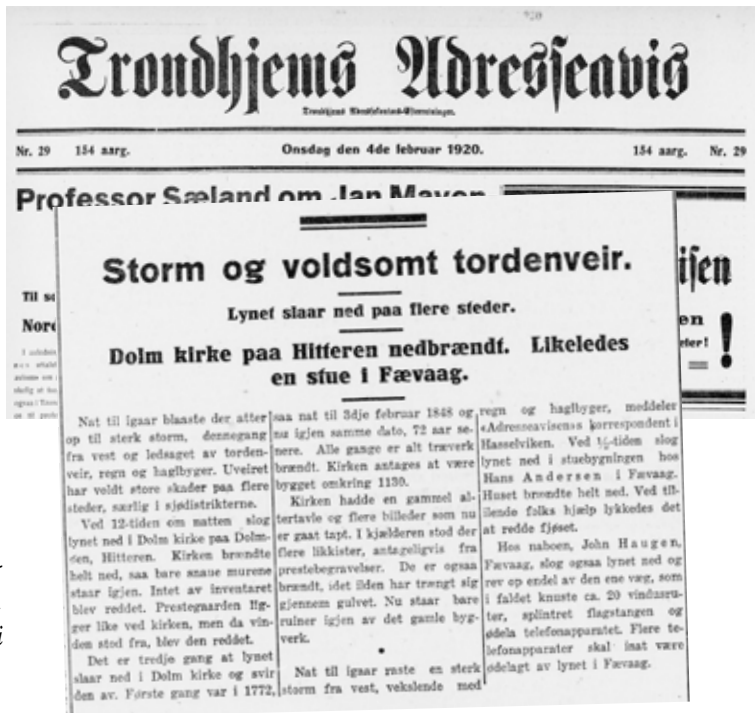 Trondhjems Adresseavis
Nr. 29 154 aarg. Onsdag den 4de februar 1920. 154 aarg. Nr. 29
Professor Sæland om Jan Mayen
Storm og voldsomt tordenveir.
Lynet slaar ned paa flere steder.
Dolm kirke paa Hitteren nedbrændt. Likeledes
en stue i Fævaag.
Nat til igaar blaaste der atter
op til sterk storm, dennegang
fra vest og ledsaget av torden-
veir, regn og haglbyger. Uveiret
har voldt store skader paa flere
steder, særlig i sjødistrikterne.
Ved 12-tiden om natten slog
lynet ned i Dolm kirke paa Dolm-
øen, Hitteren. Kirken brændte
helt ned, saa bare snaue murene
staar igjen. Intet av inventaret
blev reddet. Prestegaarden lig-
ger like ved kirken, men da vin-
den stod fra, blev den reddet.
Det er tredje gang at lynet
slaar ned i Dolm kirke og svir
den av. Første gang var i 1772,
saa nat til 3dje februar 1848 og
nu igjen samme dato, 72 aar se-
nere. Alle gange er alt træverk
brændt. Kirken antages at være
bygget omkring 1130.
Kirken hadde en gammel al-
tertavle og flere billeder som nu
er gaat tapt. I kjælderen stod der
flere likkister, antageligvis fra
prestebegravelser. De er ogsaa
brændt, idet ilden har trængt sig
gjennem gulvet. Nu staar bare
ruiner igjen av det gamle byg-
verk.
Nat til igaar raste en sterk
storm fra vest, vekslende med
regn og haglbyger, meddeler
«Adresseavisen»s korrespondent i
Hasselviken. Ved -tiden slog
lynet ned i stuebygningen hos
Hans Andersen i Fævaag.
Huset brændte helt ned. Ved til-
ilende folks hjælp lykkedes det
at redde fjøset.
Hos naboen, John Haugen,
Fævaag, slog ogsaa lynet ned og
rev op endel av den ene væg, som
i faldet knuste ca. 20 vindusru-
ter, splintret flagstangen og
ødela telefonapparatet. Flere te-
lefonapparater skal inat være
ødelagt av lynet i Fævaag.